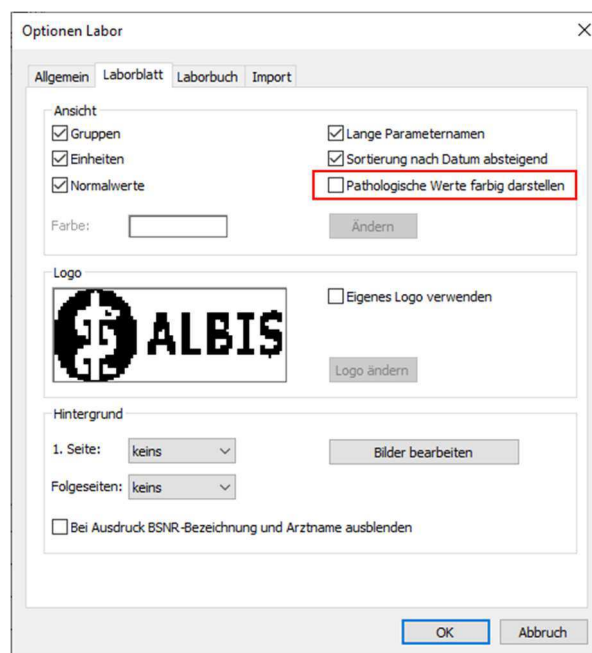 Optionen Labor
Allgemein Laborblatt Laborbuch Import
Ansicht
Gruppen Lange Parameternamen
Einheiten Sortierung nach Datum absteigend
Normalwerte Pathologische Werte farbig darstellen
Farbe: Ändern
Logo
ALBIS Eigenes Logo verwenden
Logo ändern
Hintergrund
1. Seite: keins Bilder bearbeiten
Folgeseiten: keins
Bei Ausdruck BSNR-Bezeichnung und Arztname ausblenden
OK Abbruch